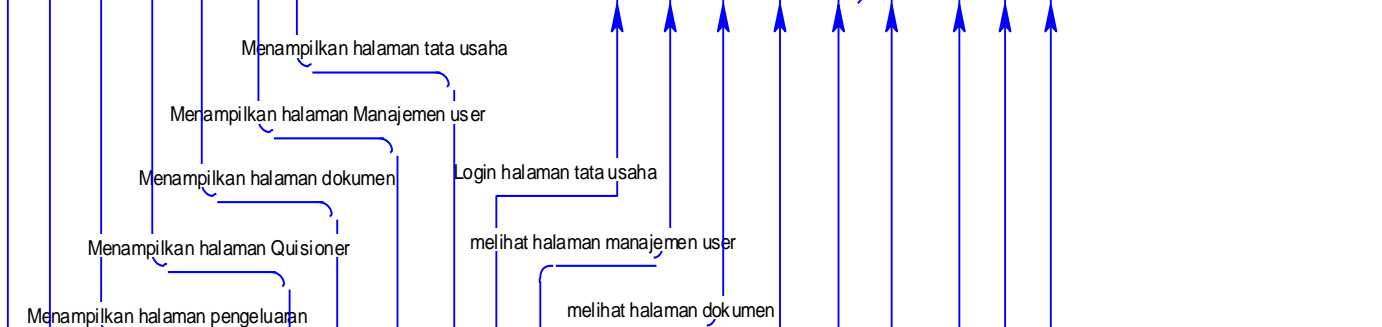 Menampilkan halaman tata usaha
Menampilkan halaman Manajemen user
Login halaman tata usaha
Menampilkan halaman dokumen
melihat halaman manajemen user
Menampilkan halaman Quisioner
melihat halaman dokumen
Menampilkan halaman pengeluaran